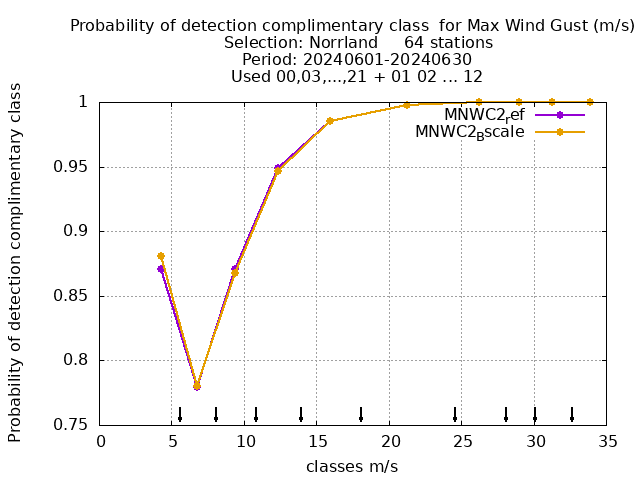 Probability of detection complimentary class  for Max Wind Gust (m/s)
Selection: Norrland     64 stations
Period: 20240601-20240630
Used 00,03,...,21 + 01 02 ... 12
Probability of detection complimentary class
1
0.95
0.9
0.85
0.8
0.75
MNWC2_ref
MNWC2_Bscale
0 5 10 15 20 25 30 35
classes m/s